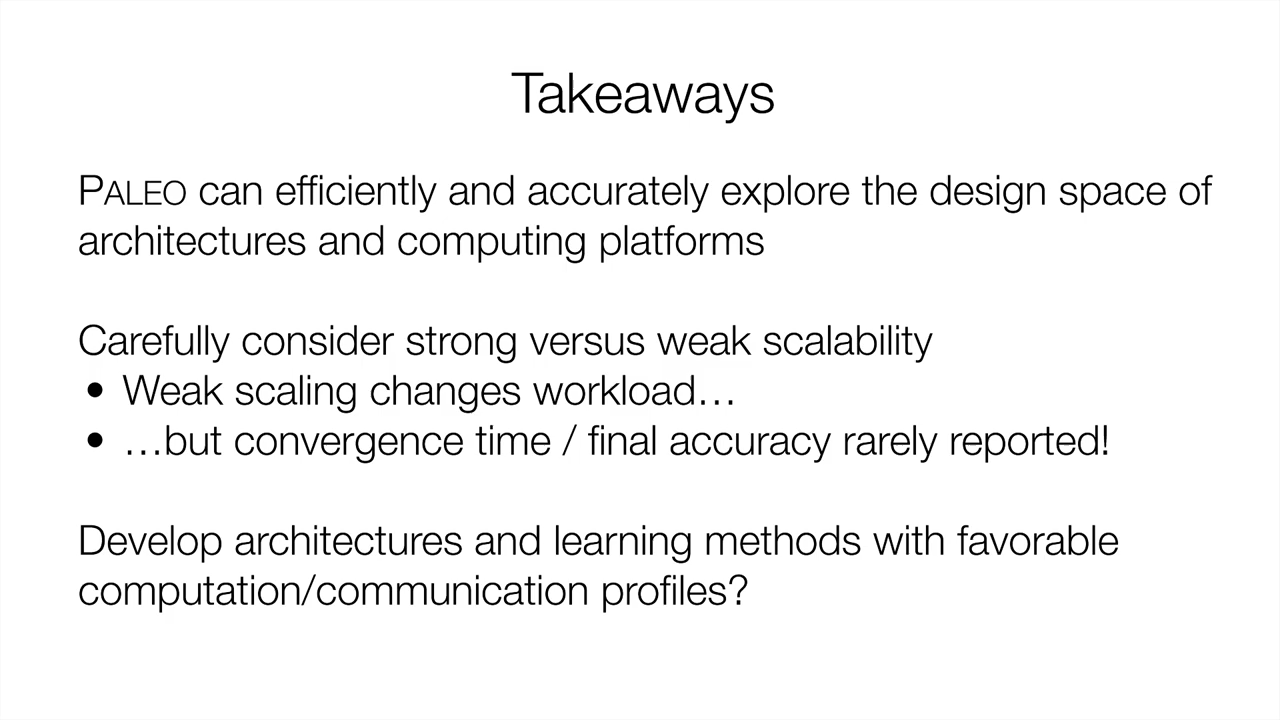 Takeaways
PALEO can efficiently and accurately explore the design space of
architectures and computing platforms
Carefully consider strong versus weak scalability
• Weak scaling changes workload…
• …but convergence time / final accuracy rarely reported!
Develop architectures and learning methods with favorable
computation/communication profiles?